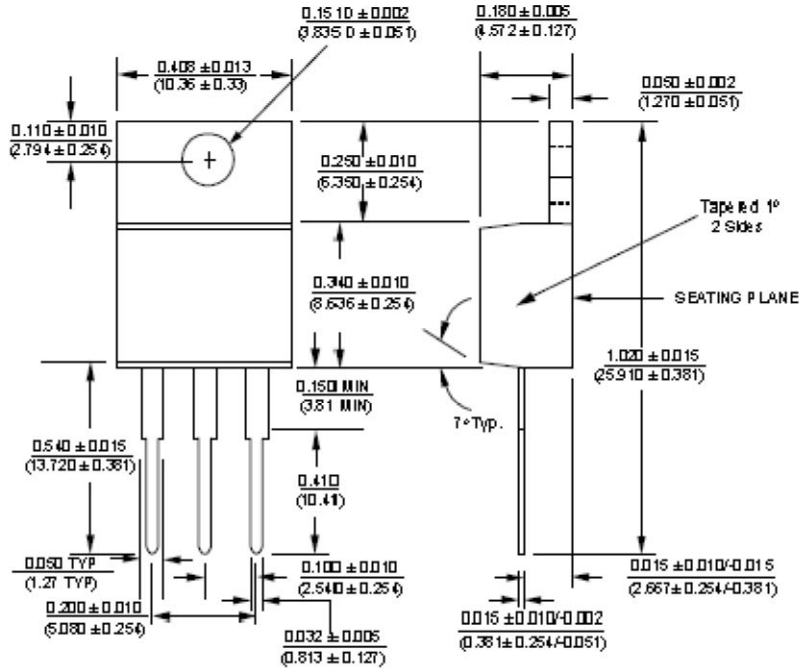 0.151D ± 0.002
(3.835 D ± 0.051)
0.180 ± 0.005
(4.572 ± 0.127)
0.408 ± 0.013
(10.36 ± 0.33)
0.050 ± 0.002
(1.270 ± 0.051)
0.110 ± 0.010
(2.794 ± 0.254)
0.250 ± 0.010
(6.350 ± 0.254)
Tapered 1°
2 Sides
0.340 ± 0.010
(8.636 ± 0.254)
SEATING PLANE
1.020 ± 0.015
(25.910 ± 0.381)
0.150 MIN
(3.81 MIN)
7° Typ.
0.540 ± 0.015
(13.720 ± 0.381)
0.410
(10.41)
0.050 TYP
(1.27 TYP)
0.100 ± 0.010
(2.540 ± 0.254)
0.015 ± 0.010/-0.015
(2.667 ± 0.254/-0.381)
0.200 ± 0.010
(5.080 ± 0.254)
0.015 ± 0.010/-0.002
(0.381 ± 0.254/-0.051)
0.032 ± 0.005
(0.813 ± 0.127)